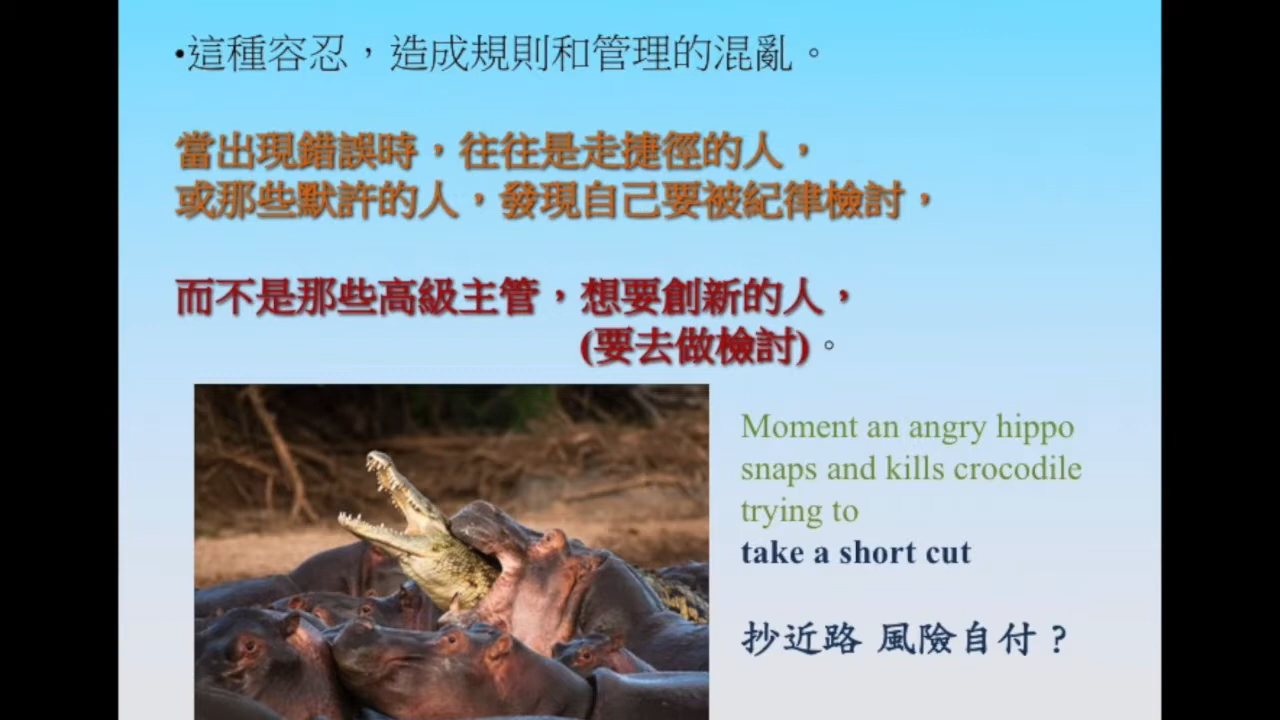 •這種容忍，造成規則和管理的混亂。
當出現錯誤時，往往是走捷徑的人，
或那些默許的人，發現自己要被紀律檢討，
而不是那些高級主管，想要創新的人，
(要去做檢討)。
Moment an angry hippo
snaps and kills crocodile
trying to
take a short cut
抄近路 風險自付？